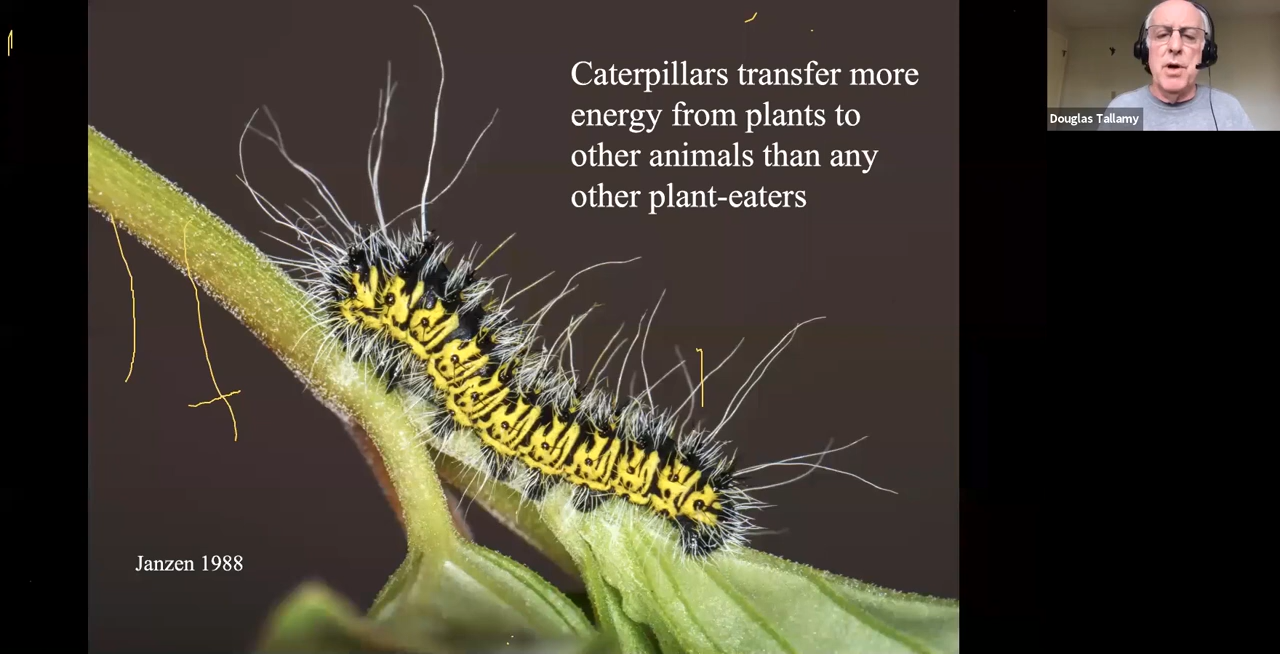 Caterpillars transfer more
energy from plants to
other animals than any
other plant-eaters
Douglas Tallamy
Janzen 1988